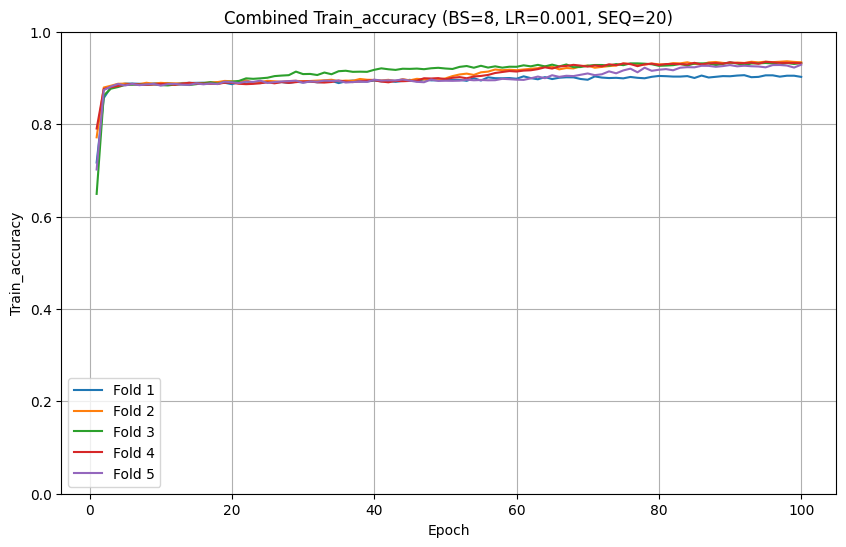 Combined Train_accuracy (BS=8, LR=0.001, SEQ=20)
1.0
0.8
0.6
0.4
0.2
0.0
Train_accuracy
Fold 1
Fold 2
Fold 3
Fold 4
Fold 5
0 20 40 60 80 100
Epoch